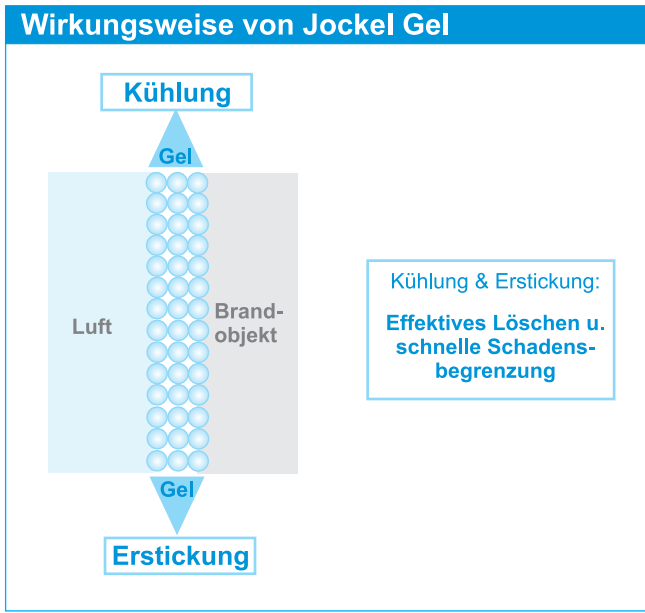 Wirkungsweise von Jockel Gel
Kühlung
Gel
Luft
Brand-
objekt
Gel
Erstickung
Kühlung & Erstickung:
Effektives Löschen u.
schnelle Schadens-
begrenzung